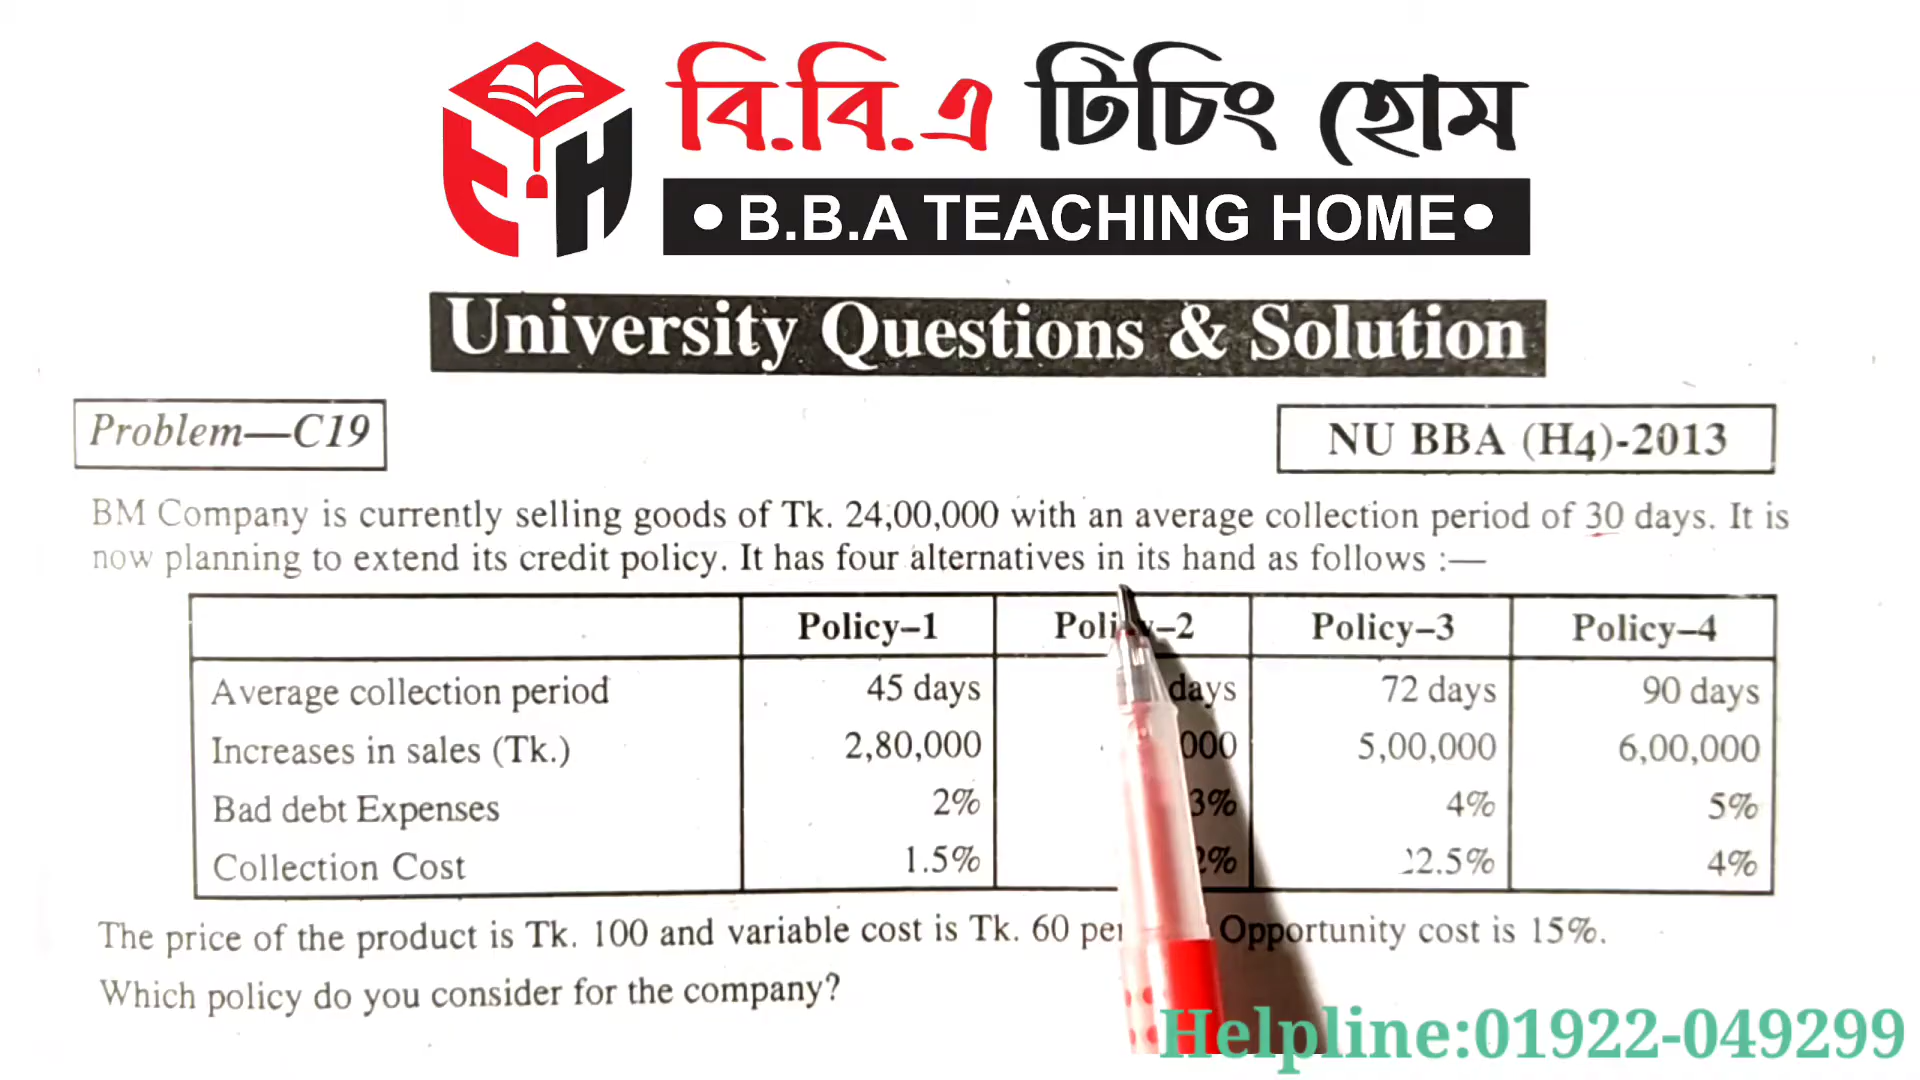 বি.বি.এ টিচিং হোম
• B.B.A TEACHING HOME •
University Questions & Solution
Problem—C19
NU BBA (H4)-2013
BM Company is currently selling goods of Tk. 24,00,000 with an average collection period of 30 days. It is
now planning to extend its credit policy. It has four alternatives in its hand as follows :—
Policy–1 Policy–2 Policy–3 Policy–4
Average collection period 45 days days 72 days 90 days
Increases in sales (Tk.) 2,80,000 000 5,00,000 6,00,000
Bad debt Expenses 2% 3% 4% 5%
Collection Cost 1.5% 2% 2.5% 4%
The price of the product is Tk. 100 and variable cost is Tk. 60 per Opportunity cost is 15%.
Which policy do you consider for the company?
Helpline:01922-049299